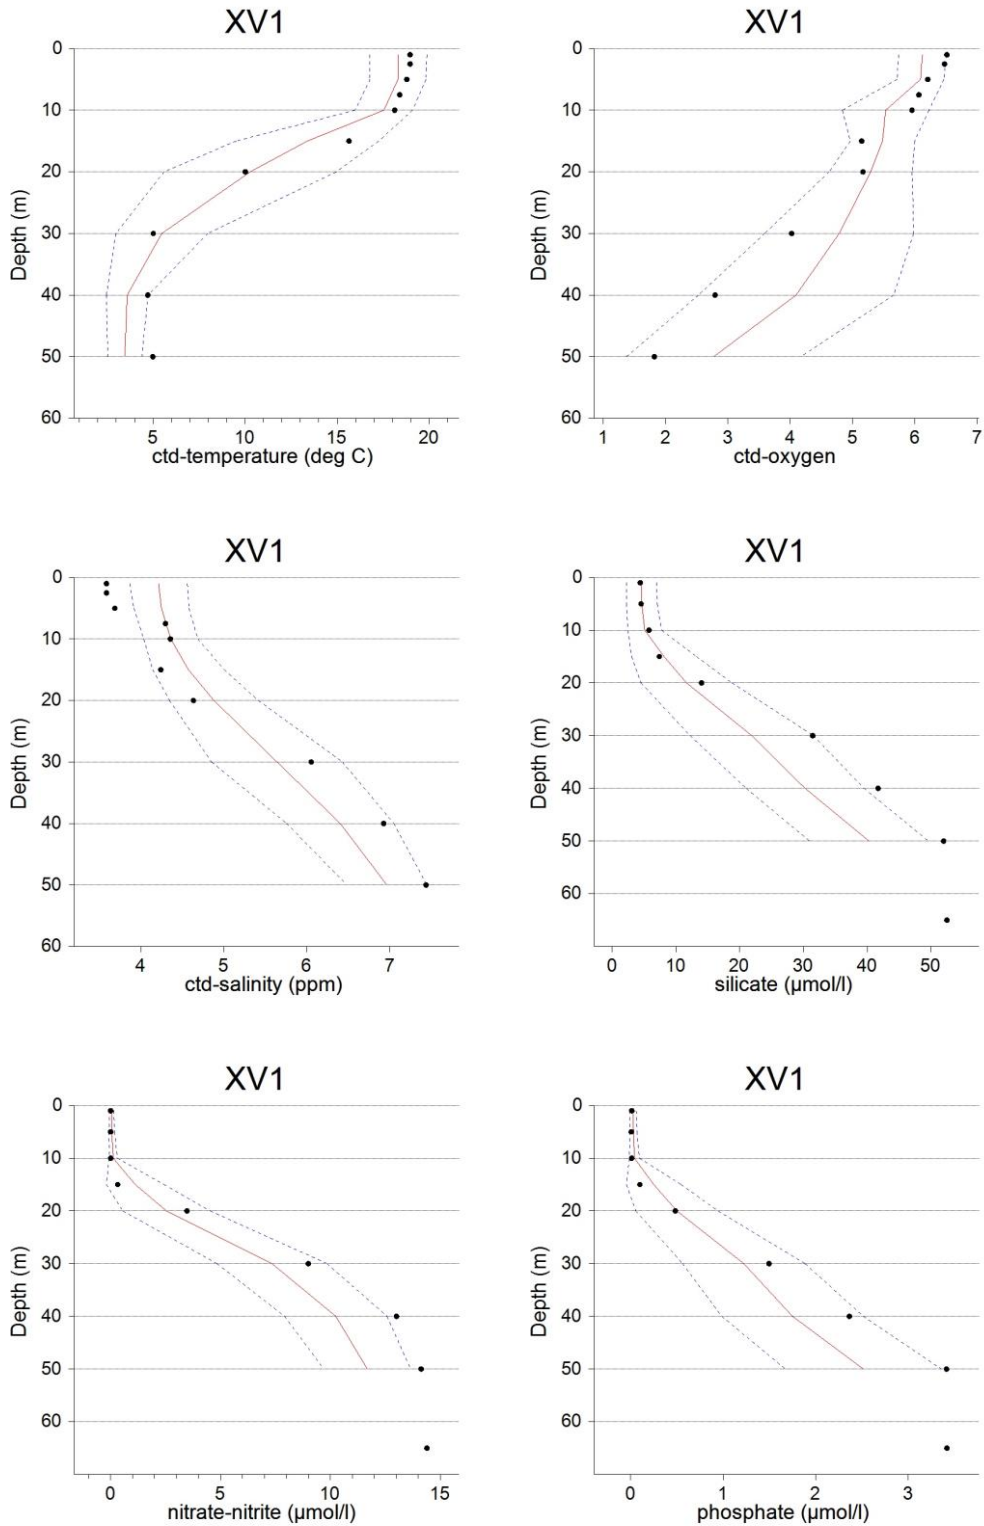 XV1
0
10
20
30
40
50
60
Depth (m)
5 10 15 20
ctd-temperature (deg C)
XV1
0
10
20
30
40
50
60
Depth (m)
1 2 3 4 5 6 7
ctd-oxygen
XV1
0
10
20
30
40
50
60
Depth (m)
4 5 6 7
ctd-salinity (ppm)
XV1
0
10
20
30
40
50
60
Depth (m)
0 10 20 30 40 50
silicate (µmol/l)
XV1
0
10
20
30
40
50
60
Depth (m)
0 5 10 15
nitrate-nitrite (µmol/l)
XV1
0
10
20
30
40
50
60
Depth (m)
0 1 2 3
phosphate (µmol/l)